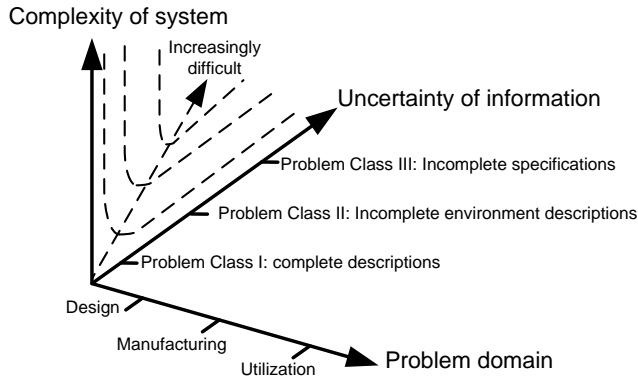 Complexity of system
Increasingly
difficult
Uncertainty of information
Problem Class III: Incomplete specifications
Problem Class II: Incomplete environment descriptions
Problem Class I: complete descriptions
Design
Manufacturing
Utilization
Problem domain